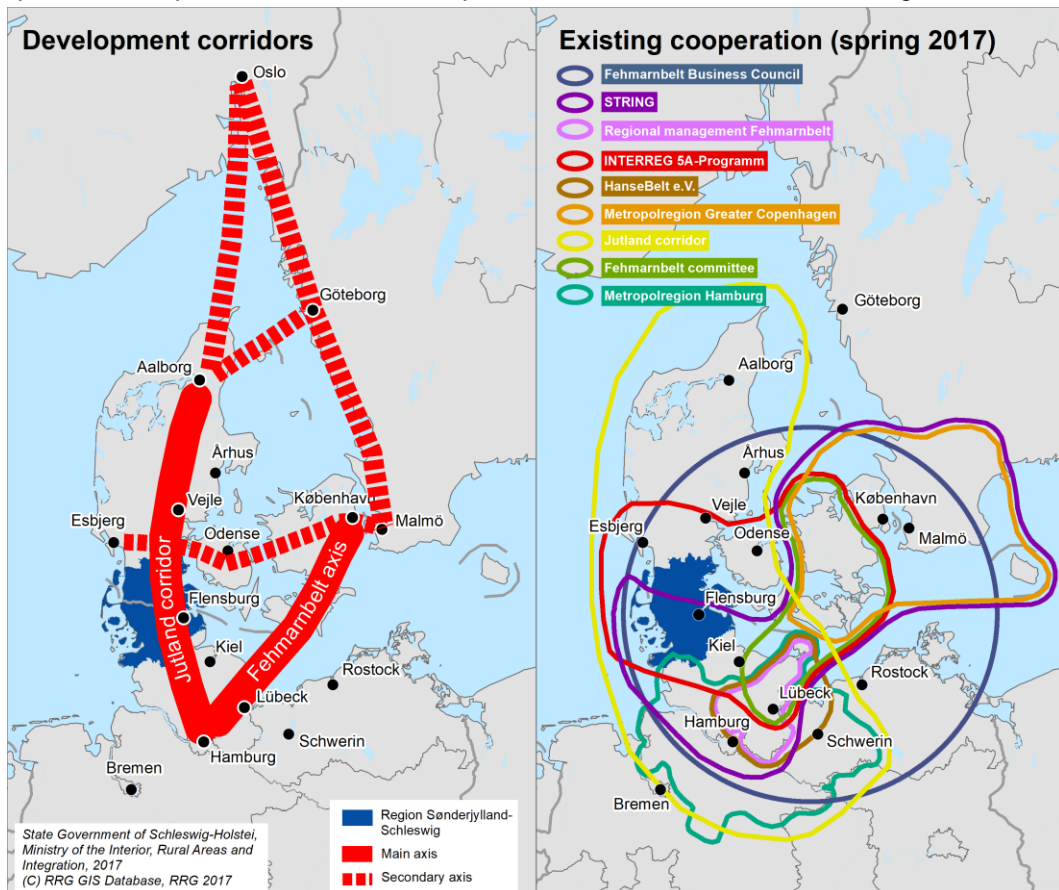 Development corridors
Oslo
Göteborg
Aalborg
Århus
Vejle
København
Esbjerg
Odense
Malmö
Jutland corridor
Fehmarnbelt axis
Flensburg
Kiel
Rostock
Lübeck
Schwerin
Hamburg
Bremen
State Government of Schleswig-Holstei,
Ministry of the Interior, Rural Areas and
Integration, 2017
(C) RRG GIS Database, RRG 2017
Region Sønderjylland-
Schleswig
Main axis
Secondary axis
Existing cooperation (spring 2017)
Fehmarnbelt Business Council
STRING
Regional management Fehmarnbelt
INTERREG 5A-Programm
HanseBelt e.V.
Metropolregion Greater Copenhagen
Jutland corridor
Fehmarnbelt committee
Metropolregion Hamburg
Göteborg
Aalborg
Århus
Vejle
København
Esbjerg
Odense
Malmö
Flensburg
Kiel
Rostock
Lübeck
Hamburg
Schwerin
Bremen